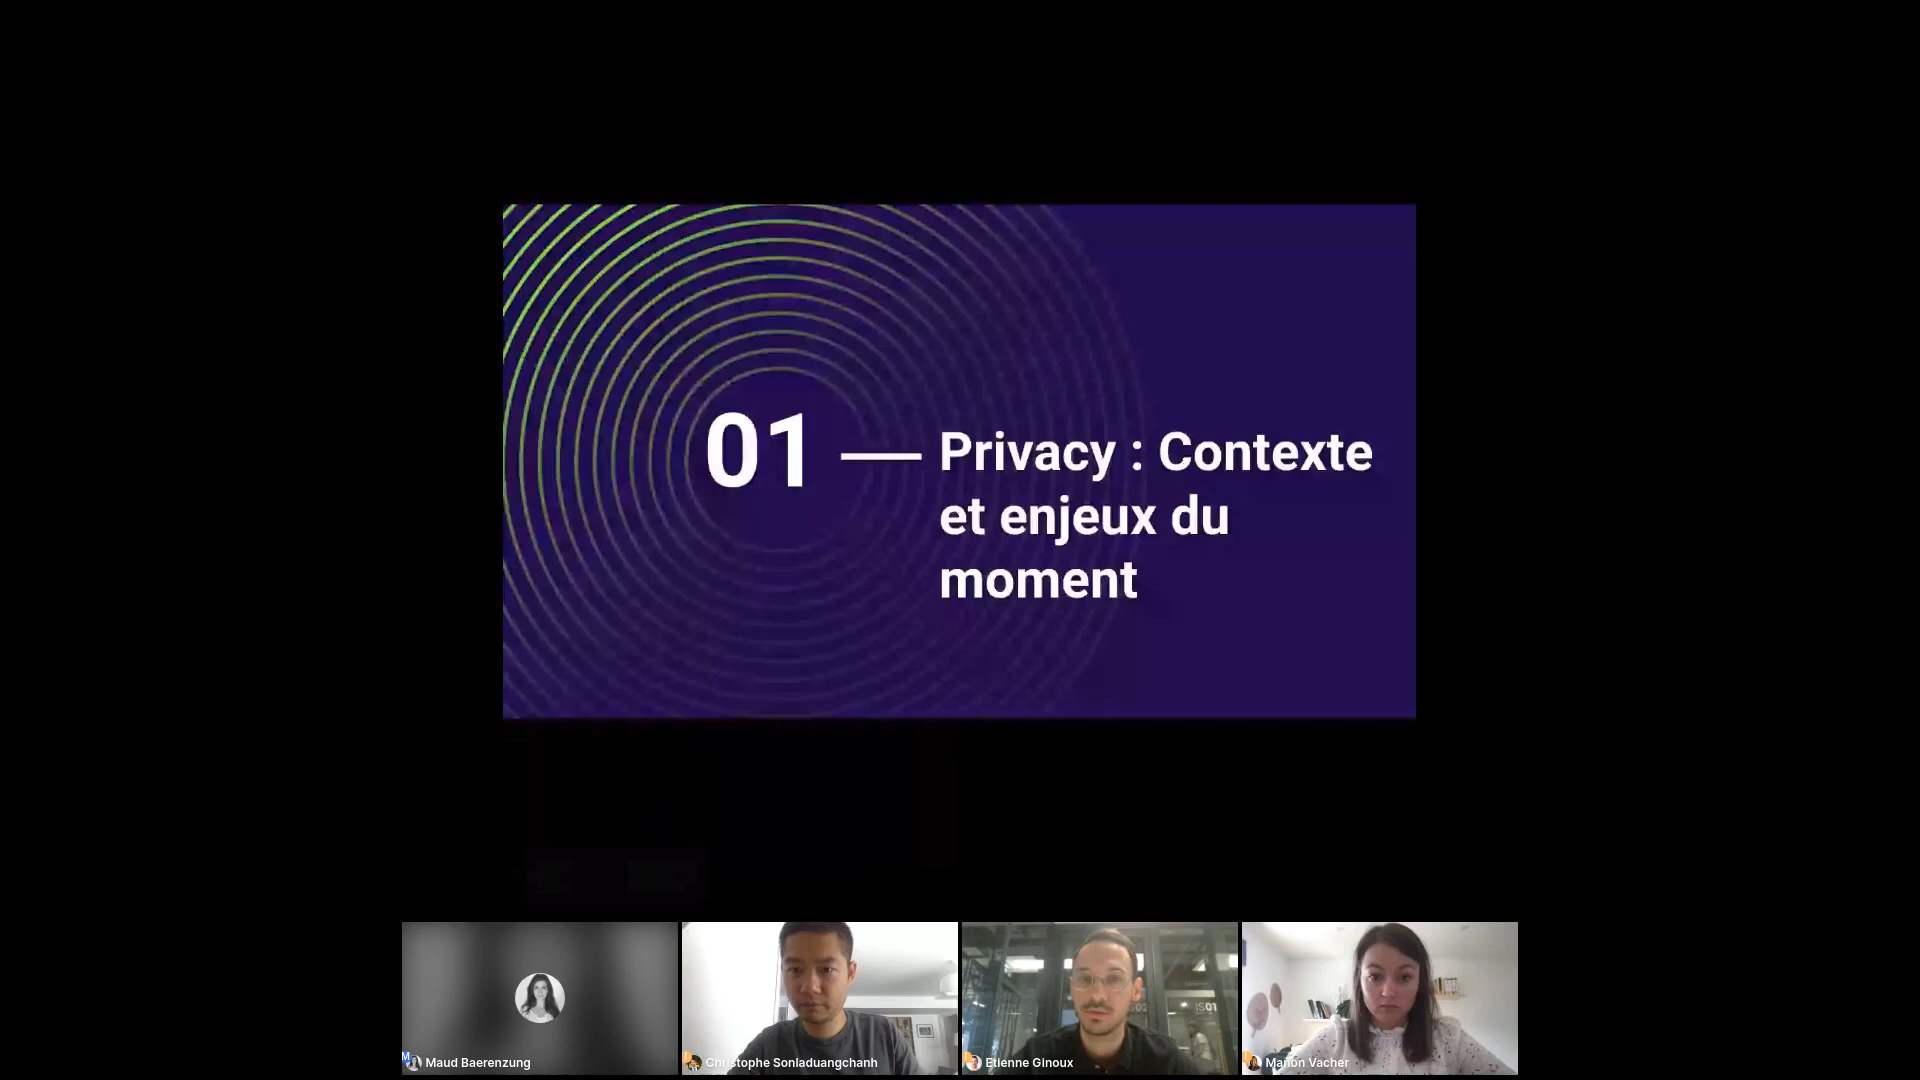 01
Privacy : Contexte
et enjeux du
moment
Maud Baerenzung
Christophe Sonladuangchanh
Etienne Ginoux
Manon Vacher